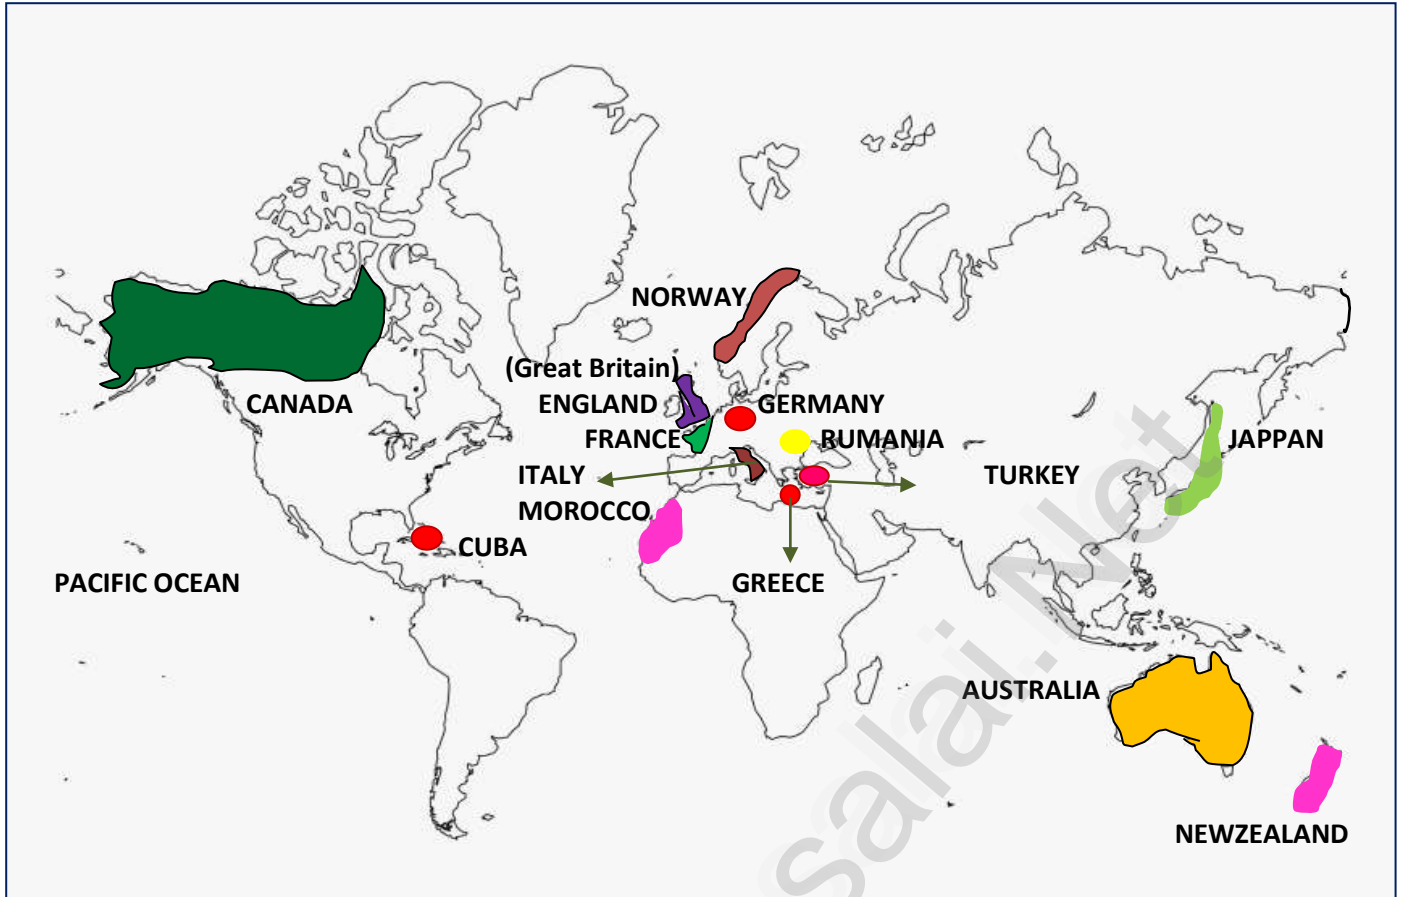 NORWAY
(Great Britain)
CANADA
ENGLAND
GERMANY
FRANCE
RUMANIA
JAPPAN
ITALY
TURKEY
MOROCCO
CUBA
PACIFIC OCEAN
GREECE
AUSTRALIA
NEWZEALAND
salai.Net